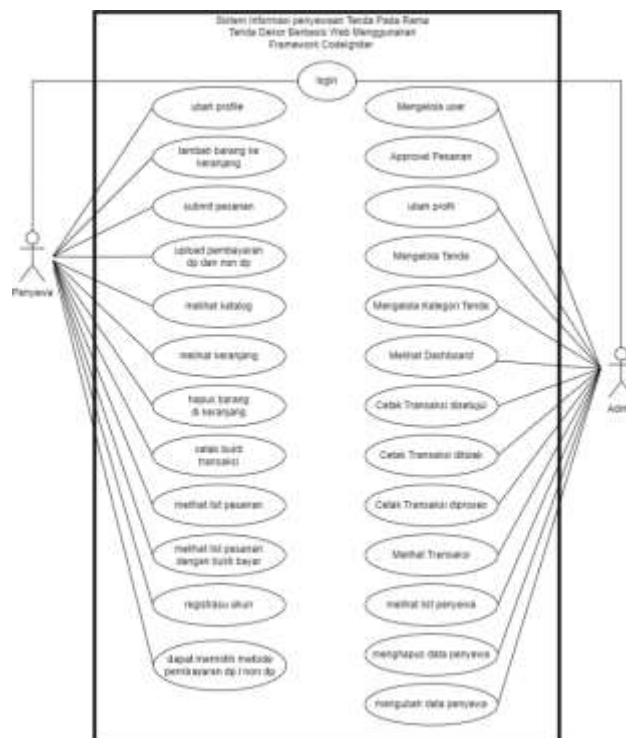 Sistem Informasi penyewaan Tenda Pada Rama
Tenda Dekor Berbasis Web Menggunakan
Framework CodeIgniter
login
ubah profile
Mengelola user
tambah barang ke
keranjang
Approval Pesanan
submit pesanan
ubah profil
upload pembayaran
dp dan non dp
Mengelola Tenda
Penyewa
melihat katalog
Mengelola Kategori Tenda
melihat keranjang
Melihat Dashboard
hapus barang
di keranjang
Cetak Transaksi disetujui
Admi
cetak bukti
transaksi
Cetak Transaksi ditolak
melihat list pesanan
Cetak Transaksi diproses
melihat list pesanan
dengan bukti bayar
Melihat Transaksi
registrasu akun
melihat list penyewa
dapat memilih metode
pembayaran dp / non dp
menghapus data penyewa
mengubah data penyewa